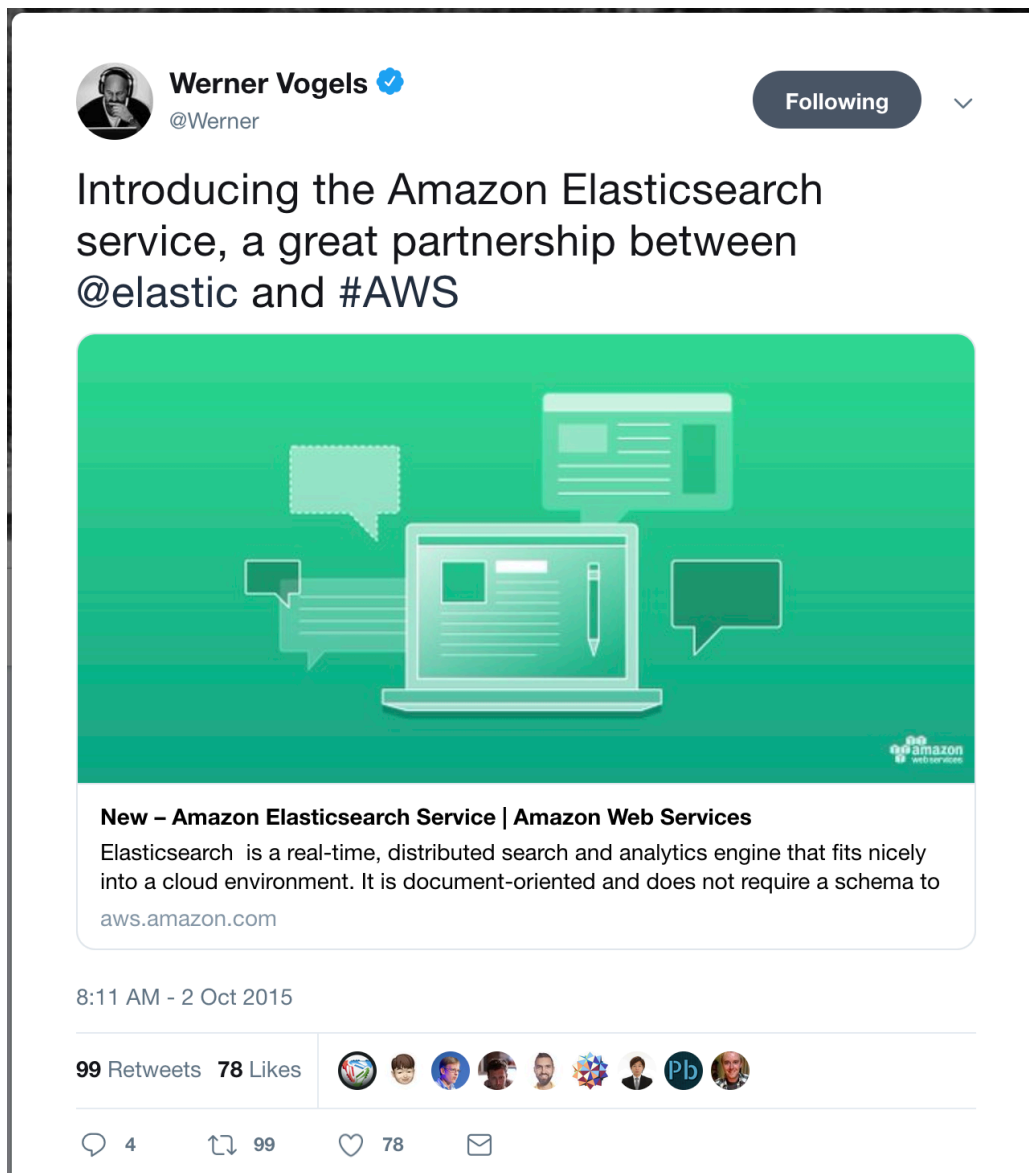 Werner Vogels
@Werner
Following
Introducing the Amazon Elasticsearch
service, a great partnership between
@elastic and #AWS
amazon
webservices
New – Amazon Elasticsearch Service | Amazon Web Services
Elasticsearch  is a real-time, distributed search and analytics engine that fits nicely
into a cloud environment. It is document-oriented and does not require a schema to
aws.amazon.com
8:11 AM - 2 Oct 2015
99 Retweets 78 Likes
Pb
4 99 78